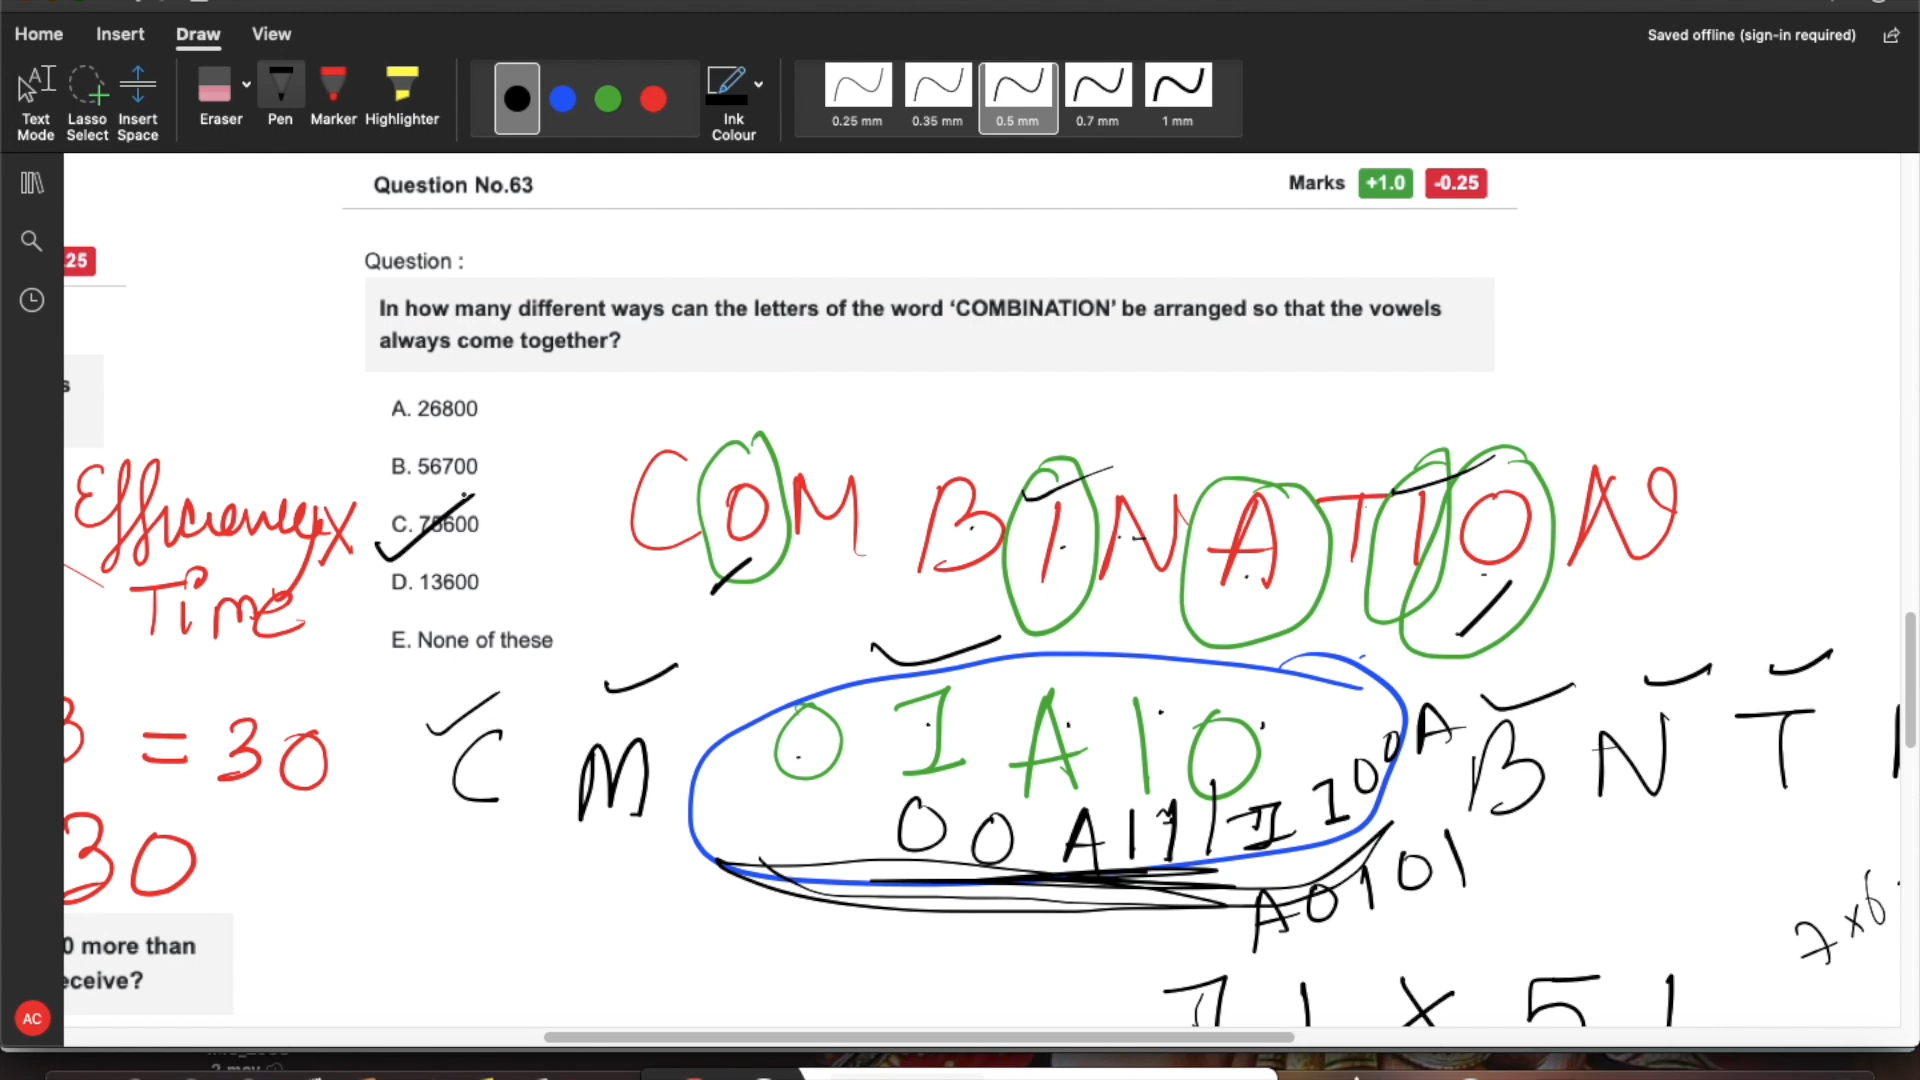 Home Insert Draw View Saved offline (sign-in required)
Text Mode Lasso Select Insert Space Eraser Pen Marker Highlighter Ink Colour 0.25 mm 0.35 mm 0.5 mm 0.7 mm 1 mm
Question No.63 Marks +1.0 -0.25
25
Question :
In how many different ways can the letters of the word ‘COMBINATION’ be arranged so that the vowels
always come together?
s
A. 26800
B. 56700
C. 75600
D. 13600
E. None of these
COMBINATION
Efficiency X
Time
C M O I A I O B N T
= 30
O O A I
I I O O A
30
A O I O I
7 x 6
0 more than
eceive?
7 ! x 5 !
AC